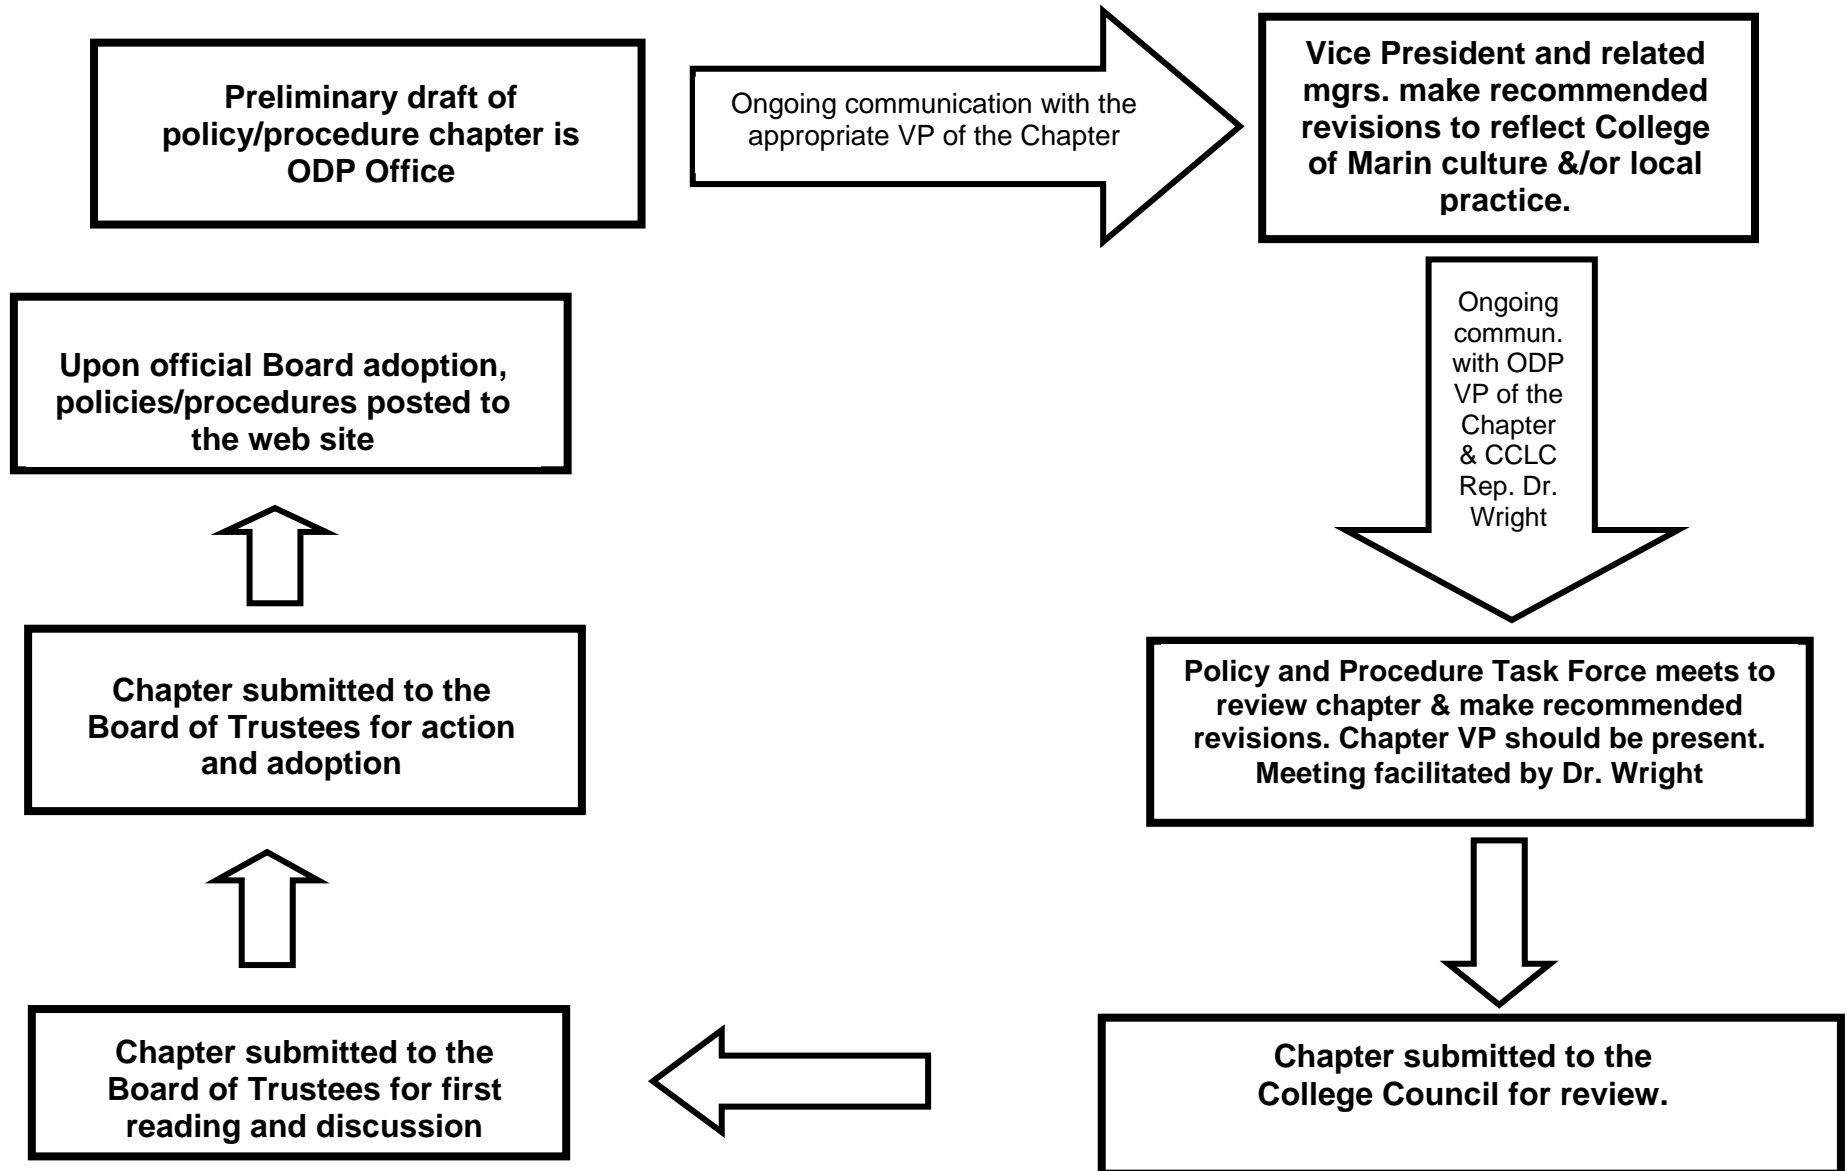 Preliminary draft of
policy/procedure chapter is
ODP Office
Ongoing communication with the
appropriate VP of the Chapter
Vice President and related
mgrs. make recommended
revisions to reflect College
of Marin culture &/or local
practice.
Ongoing
commun.
with ODP
VP of the
Chapter
& CCLC
Rep. Dr.
Wright
Policy and Procedure Task Force meets to
review chapter & make recommended
revisions. Chapter VP should be present.
Meeting facilitated by Dr. Wright
Chapter submitted to the
College Council for review.
Chapter submitted to the
Board of Trustees for first
reading and discussion
Chapter submitted to the
Board of Trustees for action
and adoption
Upon official Board adoption,
policies/procedures posted to
the web site